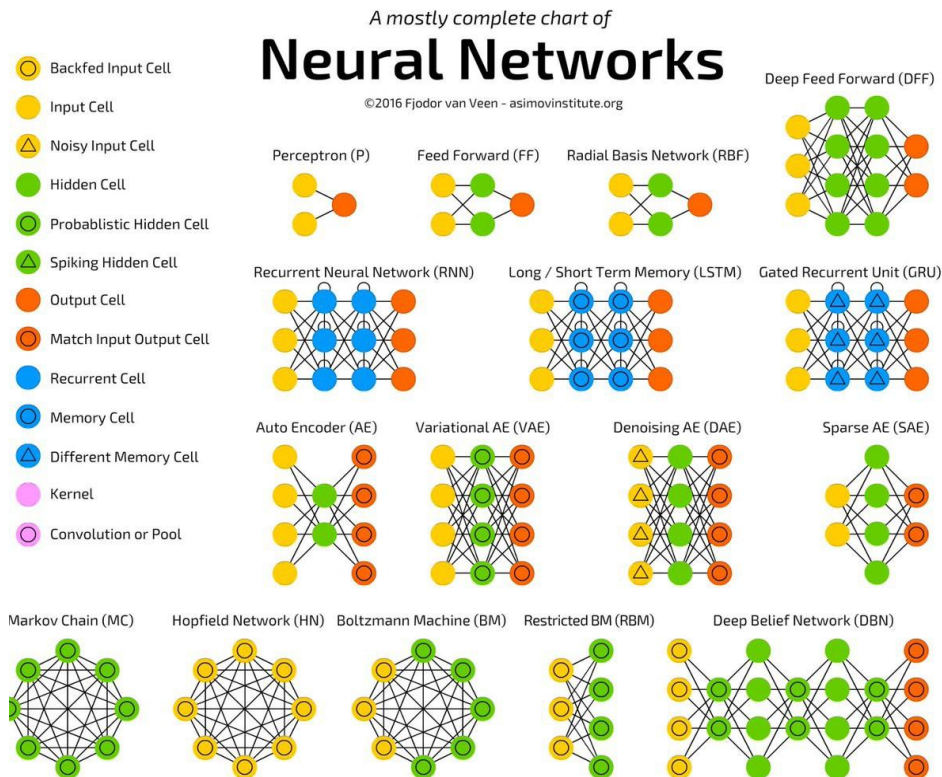 A mostly complete chart of
Neural Networks
©2016 Fjodor van Veen - asimovinstitute.org
Backfed Input Cell
Input Cell
Noisy Input Cell
Hidden Cell
Probablistic Hidden Cell
Spiking Hidden Cell
Output Cell
Match Input Output Cell
Recurrent Cell
Memory Cell
Different Memory Cell
Kernel
Convolution or Pool
Deep Feed Forward (DFF)
Perceptron (P)
Feed Forward (FF)
Radial Basis Network (RBF)
Recurrent Neural Network (RNN)
Long / Short Term Memory (LSTM)
Gated Recurrent Unit (GRU)
Auto Encoder (AE)
Variational AE (VAE)
Denoising AE (DAE)
Sparse AE (SAE)
Markov Chain (MC)
Hopfield Network (HN)
Boltzmann Machine (BM)
Restricted BM (RBM)
Deep Belief Network (DBN)